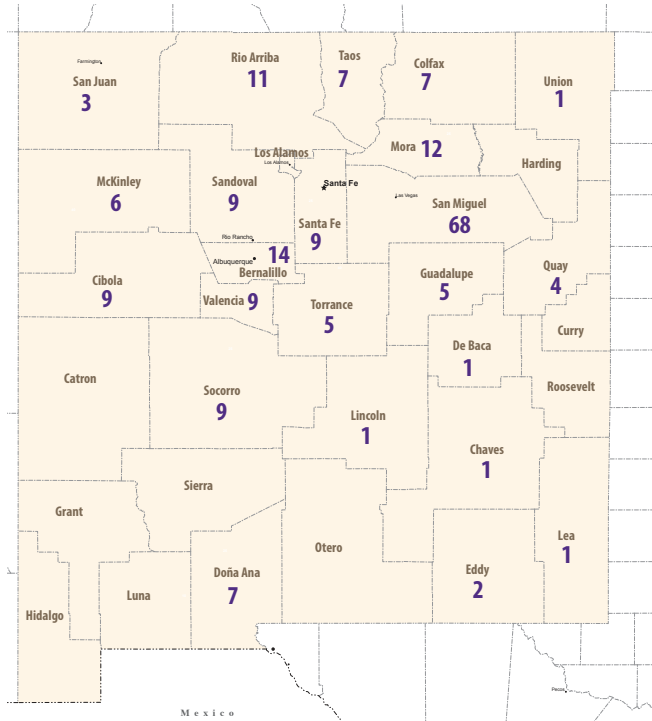 Farmington
San Juan
3
Rio Arriba
11
Taos
7
Colfax
7
Union
1
Mora 12
Harding
Los Alamos
Los Alamos
McKinley
6
Sandoval
9
Santa Fe
Las Vegas
San Miguel
68
Santa Fe
9
Rio Rancho
14
Albuquerque
Bernalillo
Cibola
9
Valencia 9
Torrance
5
Guadalupe
5
Quay
4
Curry
De Baca
1
Roosevelt
Catron
Socorro
9
Lincoln
1
Chaves
1
Sierra
Grant
Otero
Lea
1
Doña Ana
7
Eddy
2
Luna
Hidalgo
Pecos
Mexico